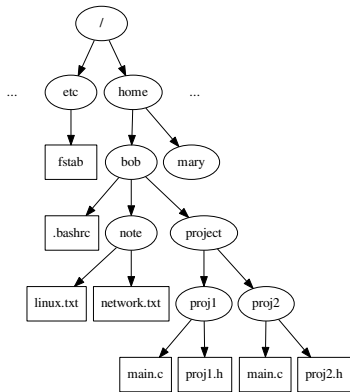 /
... etc home ...
fstab bob mary
.bashrc note project
linux.txt network.txt proj1 proj2
main.c proj1.h main.c proj2.h